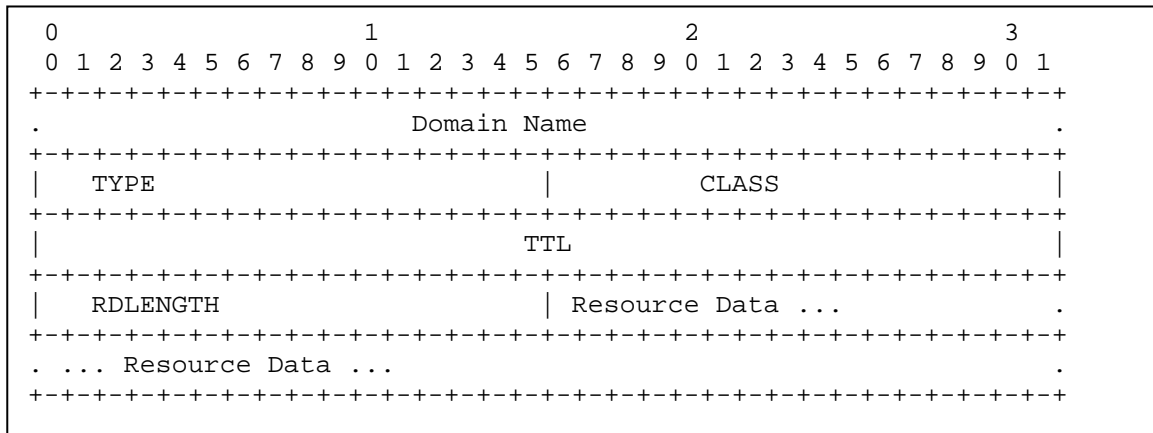 0                   1                   2                   3
 0 1 2 3 4 5 6 7 8 9 0 1 2 3 4 5 6 7 8 9 0 1 2 3 4 5 6 7 8 9 0 1
+-+-+-+-+-+-+-+-+-+-+-+-+-+-+-+-+-+-+-+-+-+-+-+-+-+-+-+-+-+-+-+-+
.                       Domain Name                             .
+-+-+-+-+-+-+-+-+-+-+-+-+-+-+-+-+-+-+-+-+-+-+-+-+-+-+-+-+-+-+-+-+
|   TYPE                        |         CLASS                 |
+-+-+-+-+-+-+-+-+-+-+-+-+-+-+-+-+-+-+-+-+-+-+-+-+-+-+-+-+-+-+-+-+
|                              TTL                              |
+-+-+-+-+-+-+-+-+-+-+-+-+-+-+-+-+-+-+-+-+-+-+-+-+-+-+-+-+-+-+-+-+
|   RDLENGTH                    | Resource Data ...             .
+-+-+-+-+-+-+-+-+-+-+-+-+-+-+-+-+-+-+-+-+-+-+-+-+-+-+-+-+-+-+-+-+
. ... Resource Data ...                                         .
+-+-+-+-+-+-+-+-+-+-+-+-+-+-+-+-+-+-+-+-+-+-+-+-+-+-+-+-+-+-+-+-+